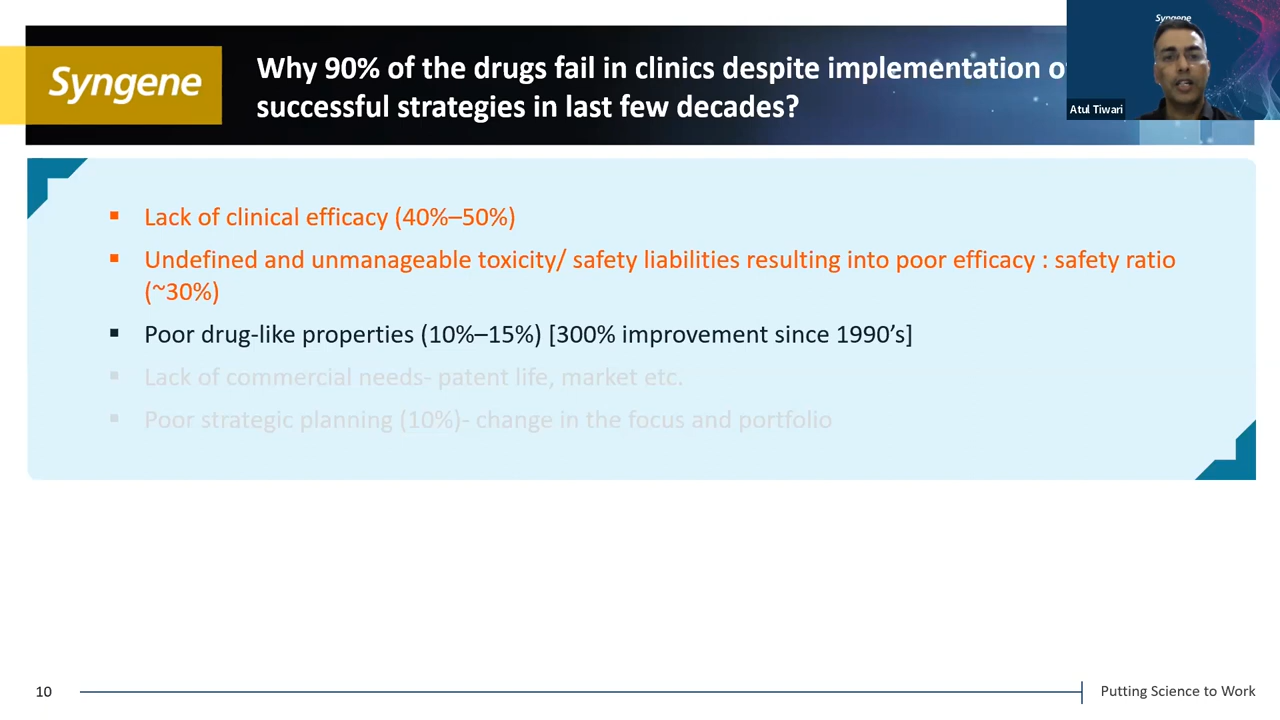 Syngene
Why 90% of the drugs fail in clinics despite implementation
successful strategies in last few decades?
Syngene
Atul Tiwari
▪ Lack of clinical efficacy (40%–50%)
▪ Undefined and unmanageable toxicity/ safety liabilities resulting into poor efficacy : safety ratio
(~30%)
▪ Poor drug-like properties (10%–15%) [300% improvement since 1990’s]
▪ Lack of commercial needs- patent life, market etc.
▪ Poor strategic planning (10%)- change in the focus and portfolio
10
Putting Science to Work